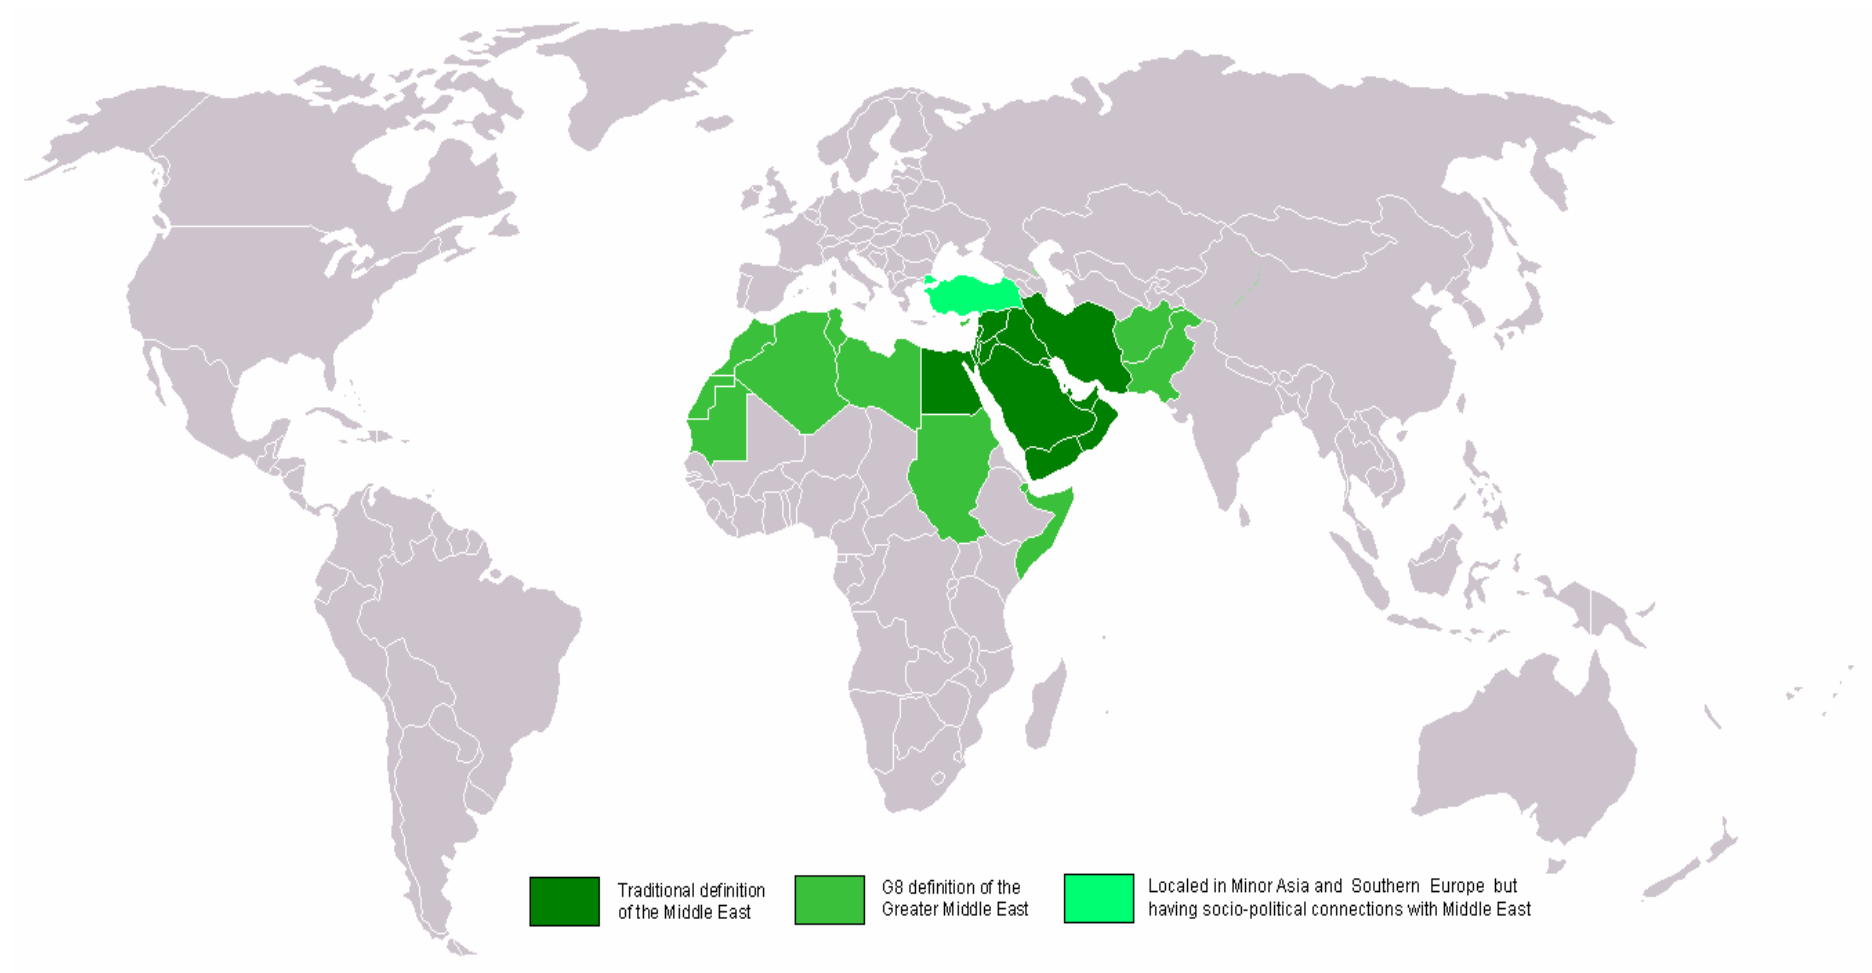 Traditional definition
of the Middle East
G8 definition of the
Greater Middle East
Localed in Minor Asia and Southern Europe but
having socio-political connections with Middle East